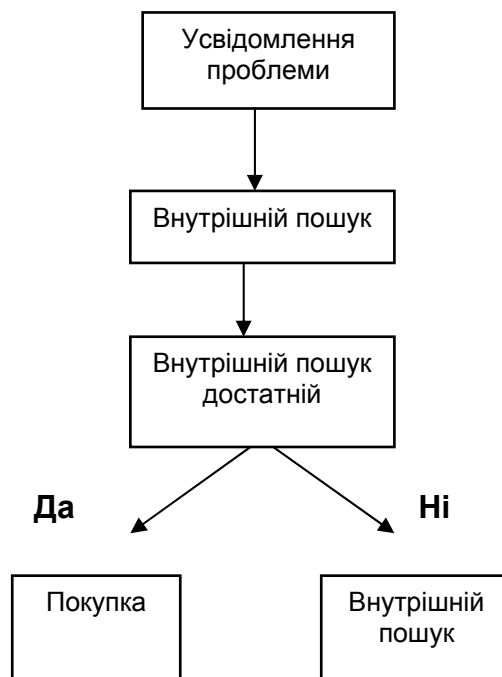 Усвідомлення
проблеми
Внутрішній пошук
Внутрішній пошук
достатній
Да
Ні
Покупка
Внутрішній
пошук